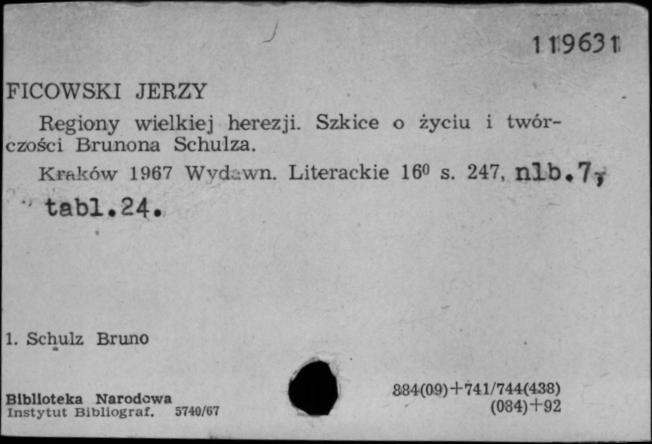 119631
FICOWSKI JERZY
Regiony wielkiej herezji. Szkice o życiu i twór-
czości Brunona Schulza.
Kraków 1967 Wydawn. Literackie 16⁰ s. 247, nlb.7,
tabl.24.
1. Schulz Bruno
Biblioteka Narodowa
Instytut Bibliograf. 5740/67
884(09)+741/744(438)
(084)+92